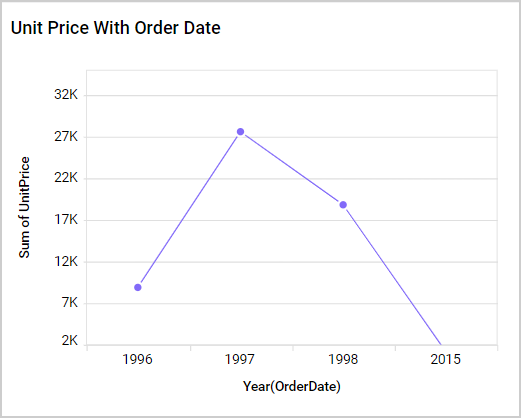 Unit Price With Order Date
32K
27K
22K
17K
12K
7K
2K
Sum of UnitPrice
1996 1997 1998 2015
Year(OrderDate)